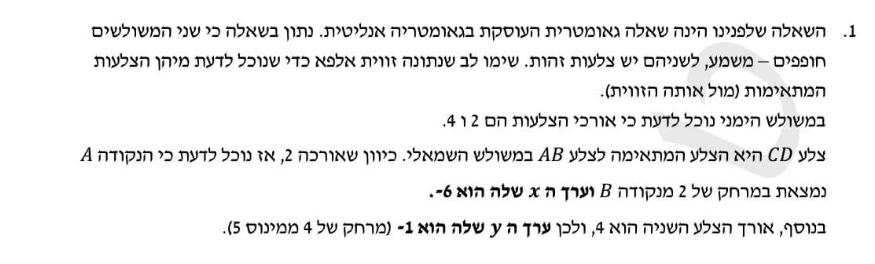 1. השאלה שלפנינו הינה שאלה גאומטרית העוסקת בגאומטריה אנליטית. נתון בשאלה כי שני המשולשים
חופפים – משמע, לשניהם יש צלעות זהות. שימו לב שנתונה זווית אלפא כדי שנוכל לדעת מיהן הצלעות
המתאימות (מול אותה הזווית).
במשולש הימני נוכל לדעת כי אורכי הצלעות הם 2 ו 4.
צלע CD היא הצלע המתאימה לצלע AB במשולש השמאלי. כיוון שאורכה 2, אז נוכל לדעת כי הנקודה A
נמצאת במרחק של 2 מנקודה B וערך ה x שלה הוא 6-.
בנוסף, אורך הצלע השניה הוא 4, ולכן ערך ה y שלה הוא 1- (מרחק של 4 ממינוס 5).